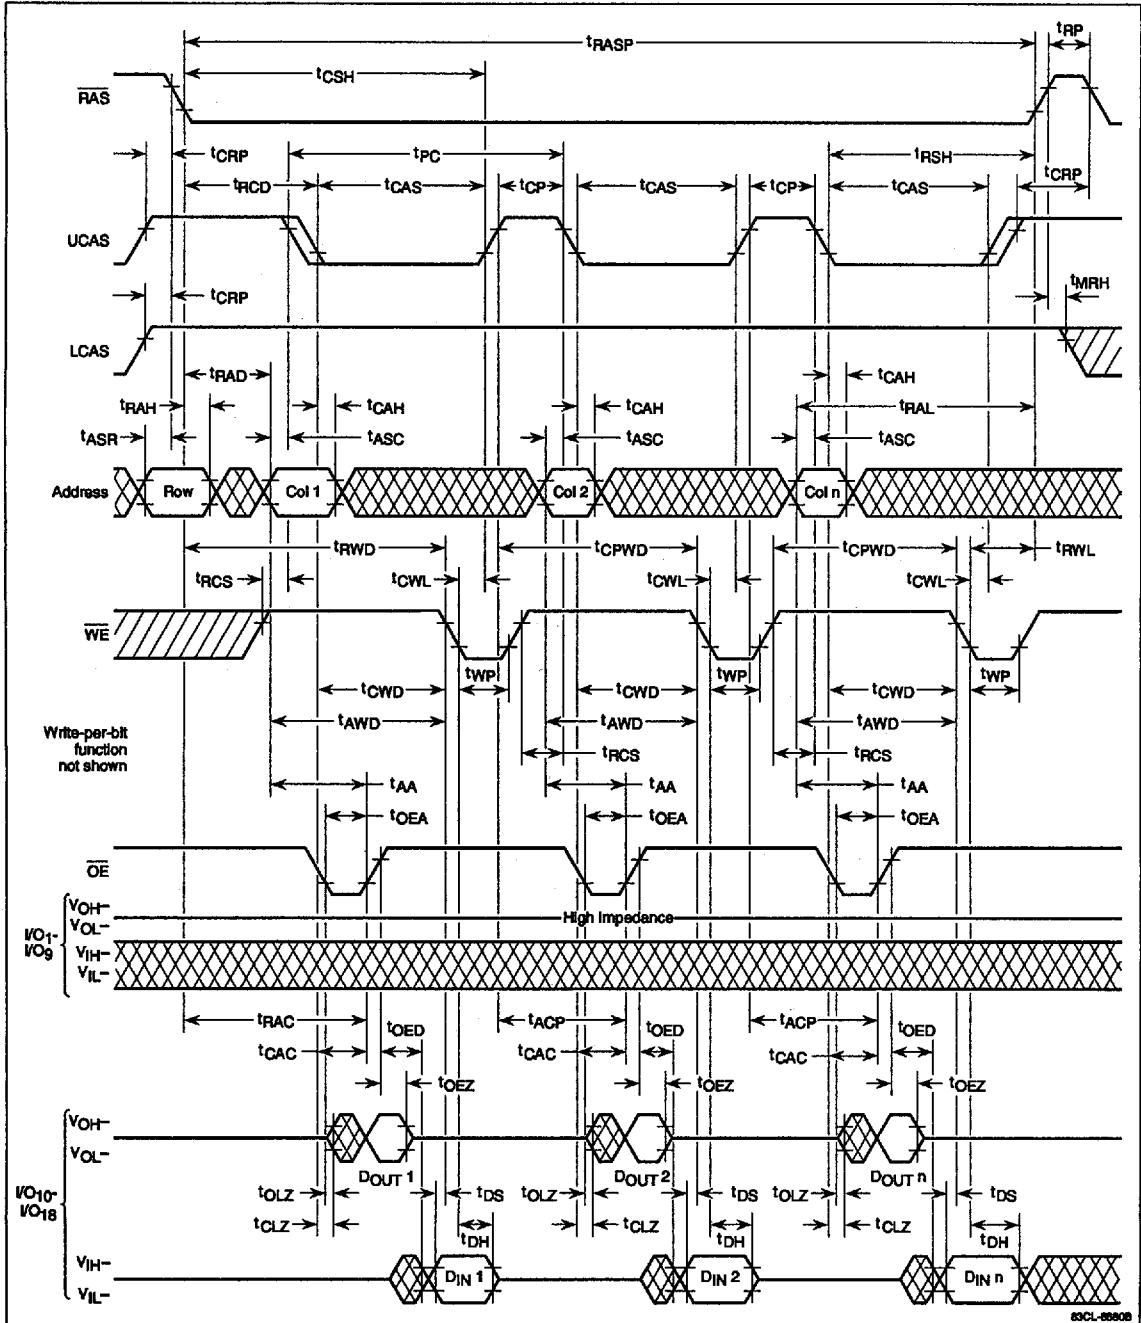 tRASP
tRP
tCSH
RAS
tCRP
tPC
tRSH
tRCD
tCAS
tCP
tCAS
tCP
tCAS
tCRP
UCAS
tCRP
tMRH
LCAS
tRAD
tCAH
tRAH
tCAH
tCAH
tRAL
tASR
tASC
tASC
tASC
Address
Row
Col 1
Col 2
Col n
tRWD
tCPWD
tCPWD
tRWL
tRCS
tCWL
tCWL
tCWL
WE
tWP
tWP
tWP
tCWD
tCWD
tCWD
tAWD
tAWD
tAWD
Write-per-bit
function
not shown
tRCS
tRCS
tAA
tAA
tAA
tOEA
tOEA
tOEA
OE
VOH
High Impedance
VOL
I/O1-
I/O9
VIH
VIL
tRAC
tACP
tACP
tOED
tOED
tOED
tCAC
tCAC
tCAC
tOEZ
tOEZ
tOEZ
VOH
VOL
DOUT 1
DOUT 2
DOUT n
I/O10-
I/O18
tOLZ
tDS
tOLZ
tDS
tOLZ
tDS
tCLZ
tCLZ
tCLZ
tDH
tDH
tDH
VIH
DIN 1
DIN 2
DIN n
VIL